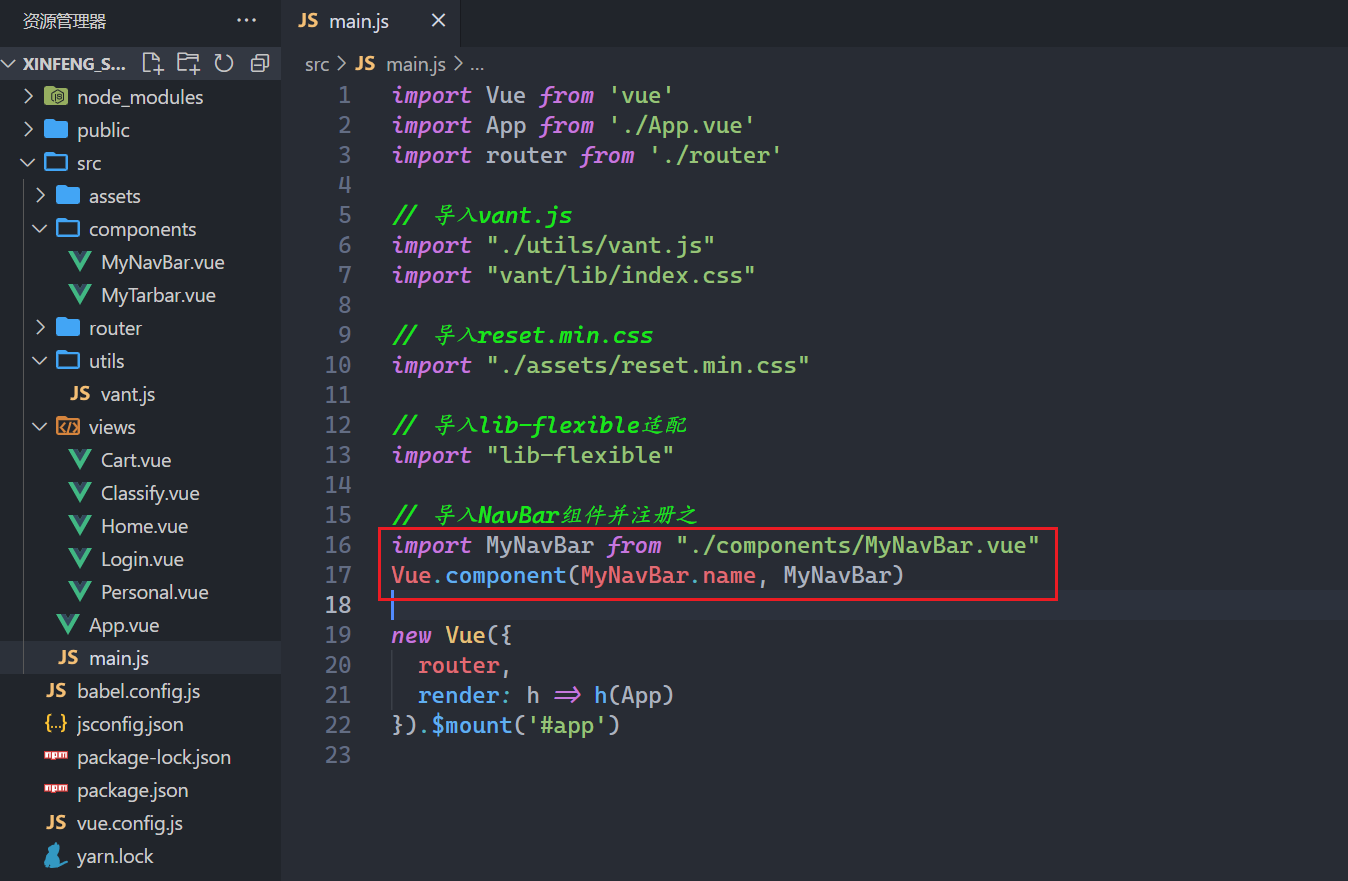 资源管理器
···
XINFENG_S...
node_modules
public
src
assets
components
MyNavBar.vue
MyTarbar.vue
router
utils
JS vant.js
views
Cart.vue
Classify.vue
Home.vue
Login.vue
Personal.vue
App.vue
JS main.js
JS babel.config.js
{..} jsconfig.json
npm package-lock.json
npm package.json
JS vue.config.js
yarn.lock
JS main.js ×
src > JS main.js > ...
1 import Vue from 'vue'
2 import App from './App.vue'
3 import router from './router'
4
5 // 导入vant.js
6 import "./utils/vant.js"
7 import "vant/lib/index.css"
8
9 // 导入reset.min.css
10 import "./assets/reset.min.css"
11
12 // 导入lib-flexible适配
13 import "lib-flexible"
14
15 // 导入NavBar组件并注册之
16 import MyNavBar from "./components/MyNavBar.vue"
17 Vue.component(MyNavBar.name, MyNavBar)
18
19 new Vue({
20 router,
21 render: h => h(App)
22 }).$mount('#app')
23